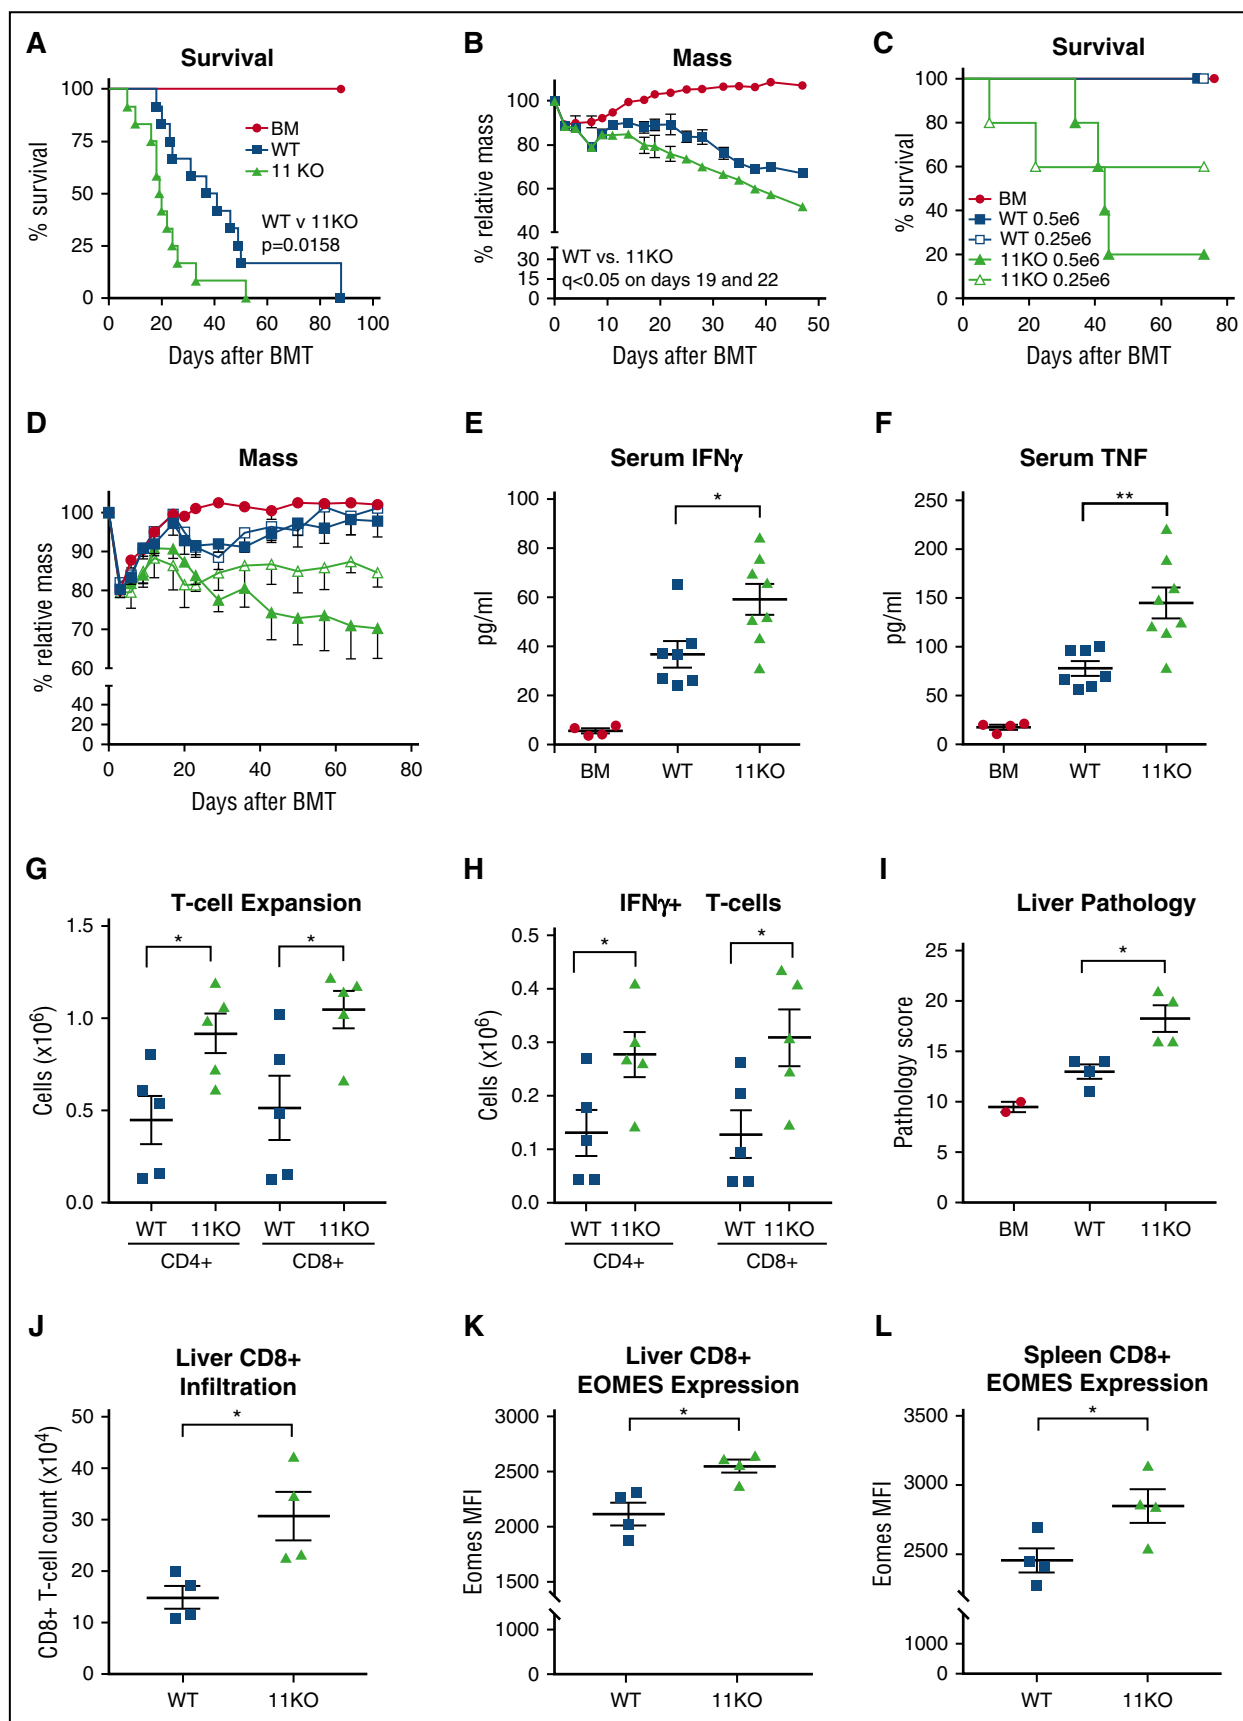 A
Survival
% survival
100
75
50
25
0
BM
WT
11 KO
WT v 11KO
p=0.0158
0 20 40 60 80 100
Days after BMT
B
Mass
% relative mass
100
80
60
40
30
15
0
WT vs. 11KO
q<0.05 on days 19 and 22
0 10 20 30 40 50
Days after BMT
C
Survival
% survival
100
80
60
40
20
0
BM
WT 0.5e6
WT 0.25e6
11KO 0.5e6
11KO 0.25e6
0 20 40 60 80
Days after BMT
D
Mass
% relative mass
100
90
80
70
60
40
20
0
0 20 40 60 80
Days after BMT
E
Serum IFNγ
pg/ml
100
80
60
40
20
0
*
BM WT 11KO
F
Serum TNF
pg/ml
250
200
150
100
50
0
**
BM WT 11KO
G
T-cell Expansion
Cells (x10⁶)
1.5
1.0
0.5
0.0
* *
WT 11KO WT 11KO
CD4+ CD8+
H
IFNγ+ T-cells
Cells (x10⁶)
0.5
0.4
0.3
0.2
0.1
0.0
* *
WT 11KO WT 11KO
CD4+ CD8+
I
Liver Pathology
Pathology score
25
20
15
10
5
0
*
BM WT 11KO
J
Liver CD8+
Infiltration
CD8+ T-cell count (x10⁴)
50
40
30
20
10
0
*
WT 11KO
K
Liver CD8+
EOMES Expression
Eomes MFI
3000
2500
2000
1500
1000
0
*
WT 11KO
L
Spleen CD8+
EOMES Expression
Eomes MFI
3500
3000
2500
1000
0
*
WT 11KO